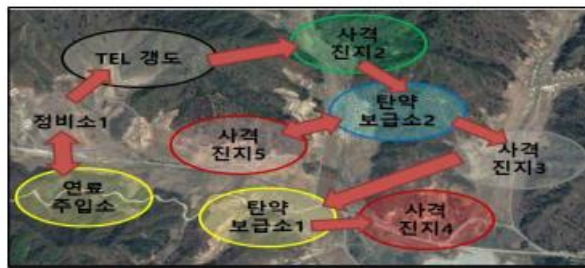 사격
진지2
TEL 갱도
탄약
보급소2
정비소1
사격
진지5
사격
진지3
연료
주입소
탄약
보급소1
사격
진지4